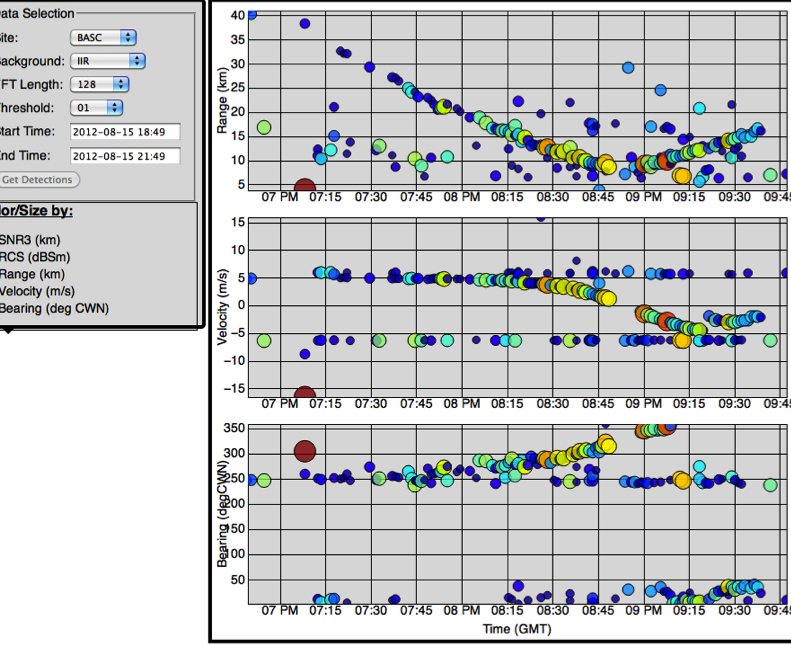 ata Selection
ite: BASC
ackground: IIR
FT Length: 128
hreshold: 01
tart Time: 2012-08-15 18:49
nd Time: 2012-08-15 21:49
Get Detections
lor/Size by:
SNR3 (km)
RCS (dBSm)
Range (km)
Velocity (m/s)
Bearing (deg CWN)
Range (km)
40
35
30
25
20
15
10
5
07 PM 07:15 07:30 07:45 08 PM 08:15 08:30 08:45 09 PM 09:15 09:30 09:45
Velocity (m/s)
15
10
5
0
−5
−10
−15
07 PM 07:15 07:30 07:45 08 PM 08:15 08:30 08:45 09 PM 09:15 09:30 09:45
Bearing (degCWN)
350
300
250
200
150
100
50
07 PM 07:15 07:30 07:45 08 PM 08:15 08:30 08:45 09 PM 09:15 09:30 09:45
Time (GMT)